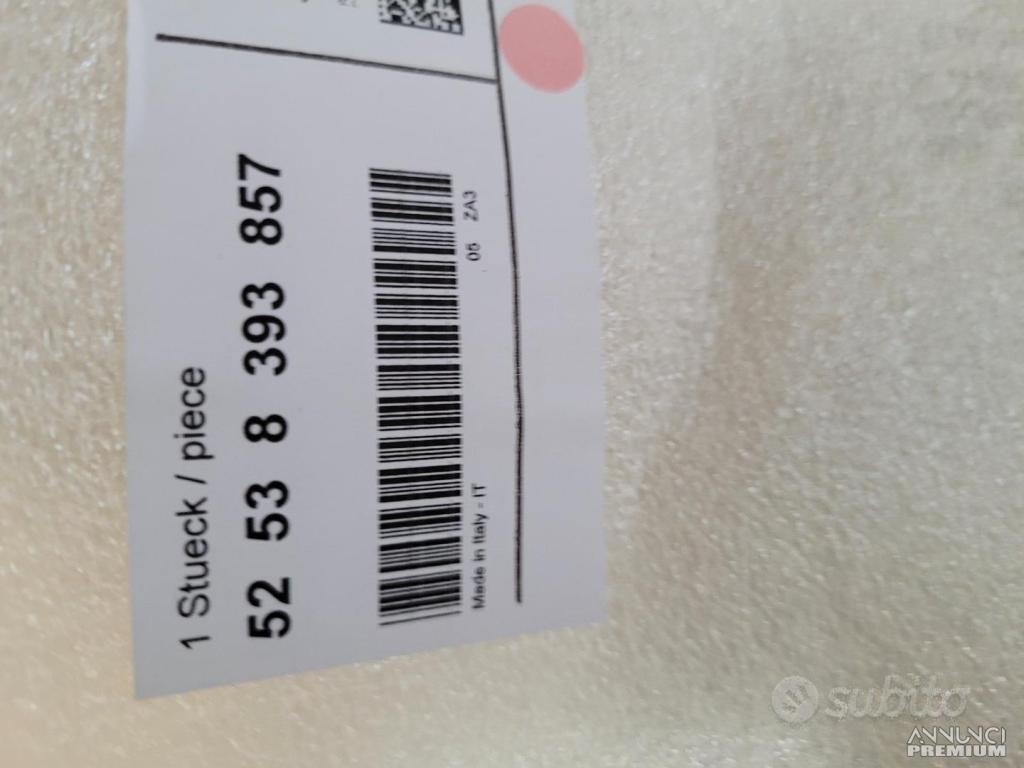 1 Stueck / piece
52 53 8 393 857
05 ZA3
Made in Italy - IT
subito
ANNUNCI
PREMIUM